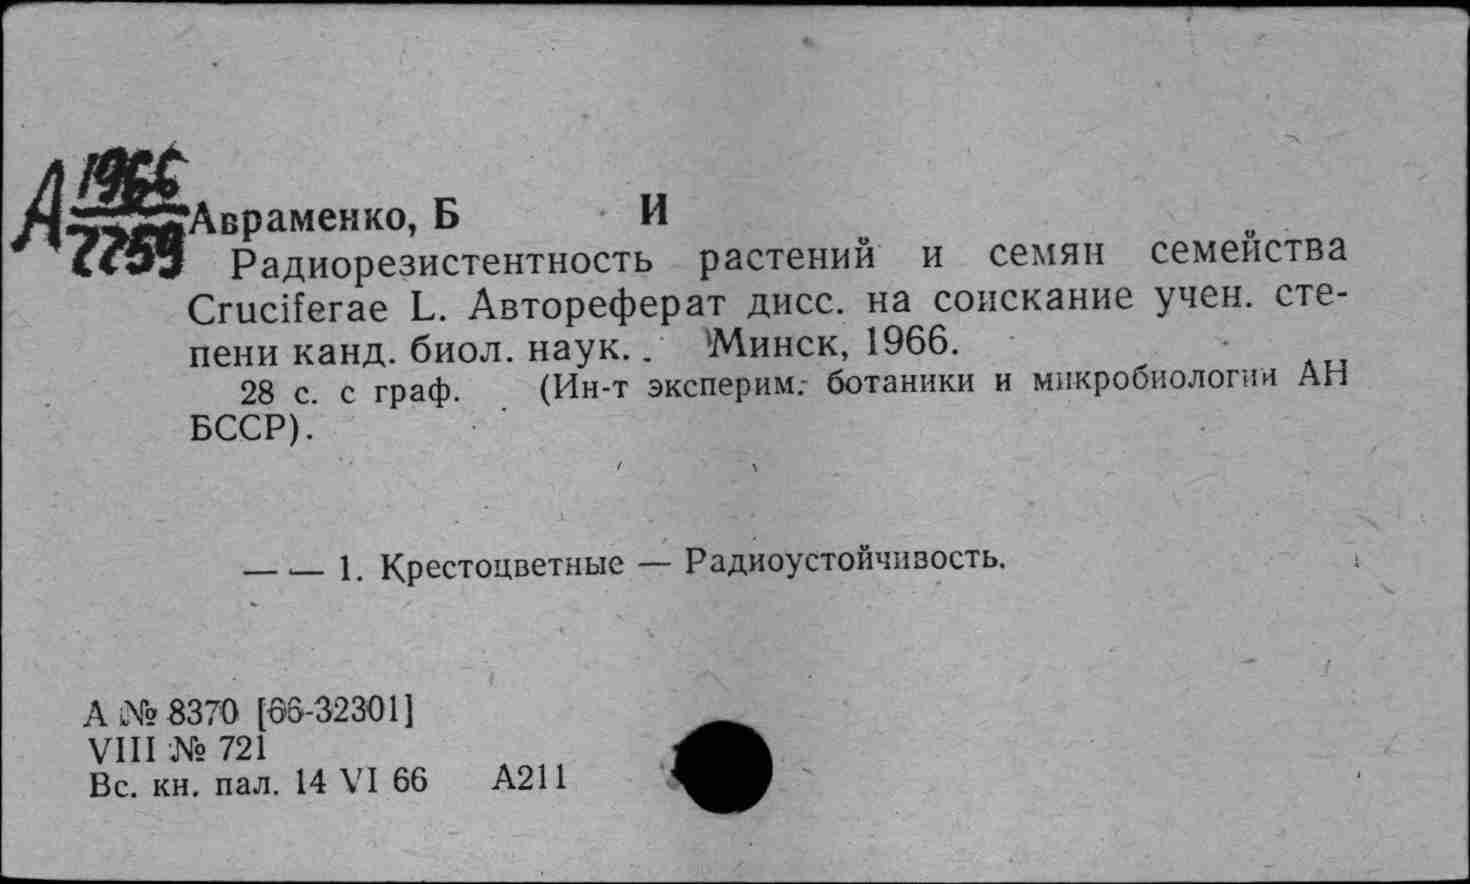 А 1966
7759
Авраменко, Б И
Радиорезистентность растений и семян семейства
Cruciferae L. Автореферат дисс. на соискание учен. сте-
пени канд. биол. наук. . Минск, 1966.
28 с. с граф. (Ин-т эксперим. ботаники и микробиологии АН
БССР).
— — 1. Крестоцветные — Радиоустойчивость.
А № 8370 [66-32301]
VIII № 721
Вс. кн. пал. 14 VI 66 А211